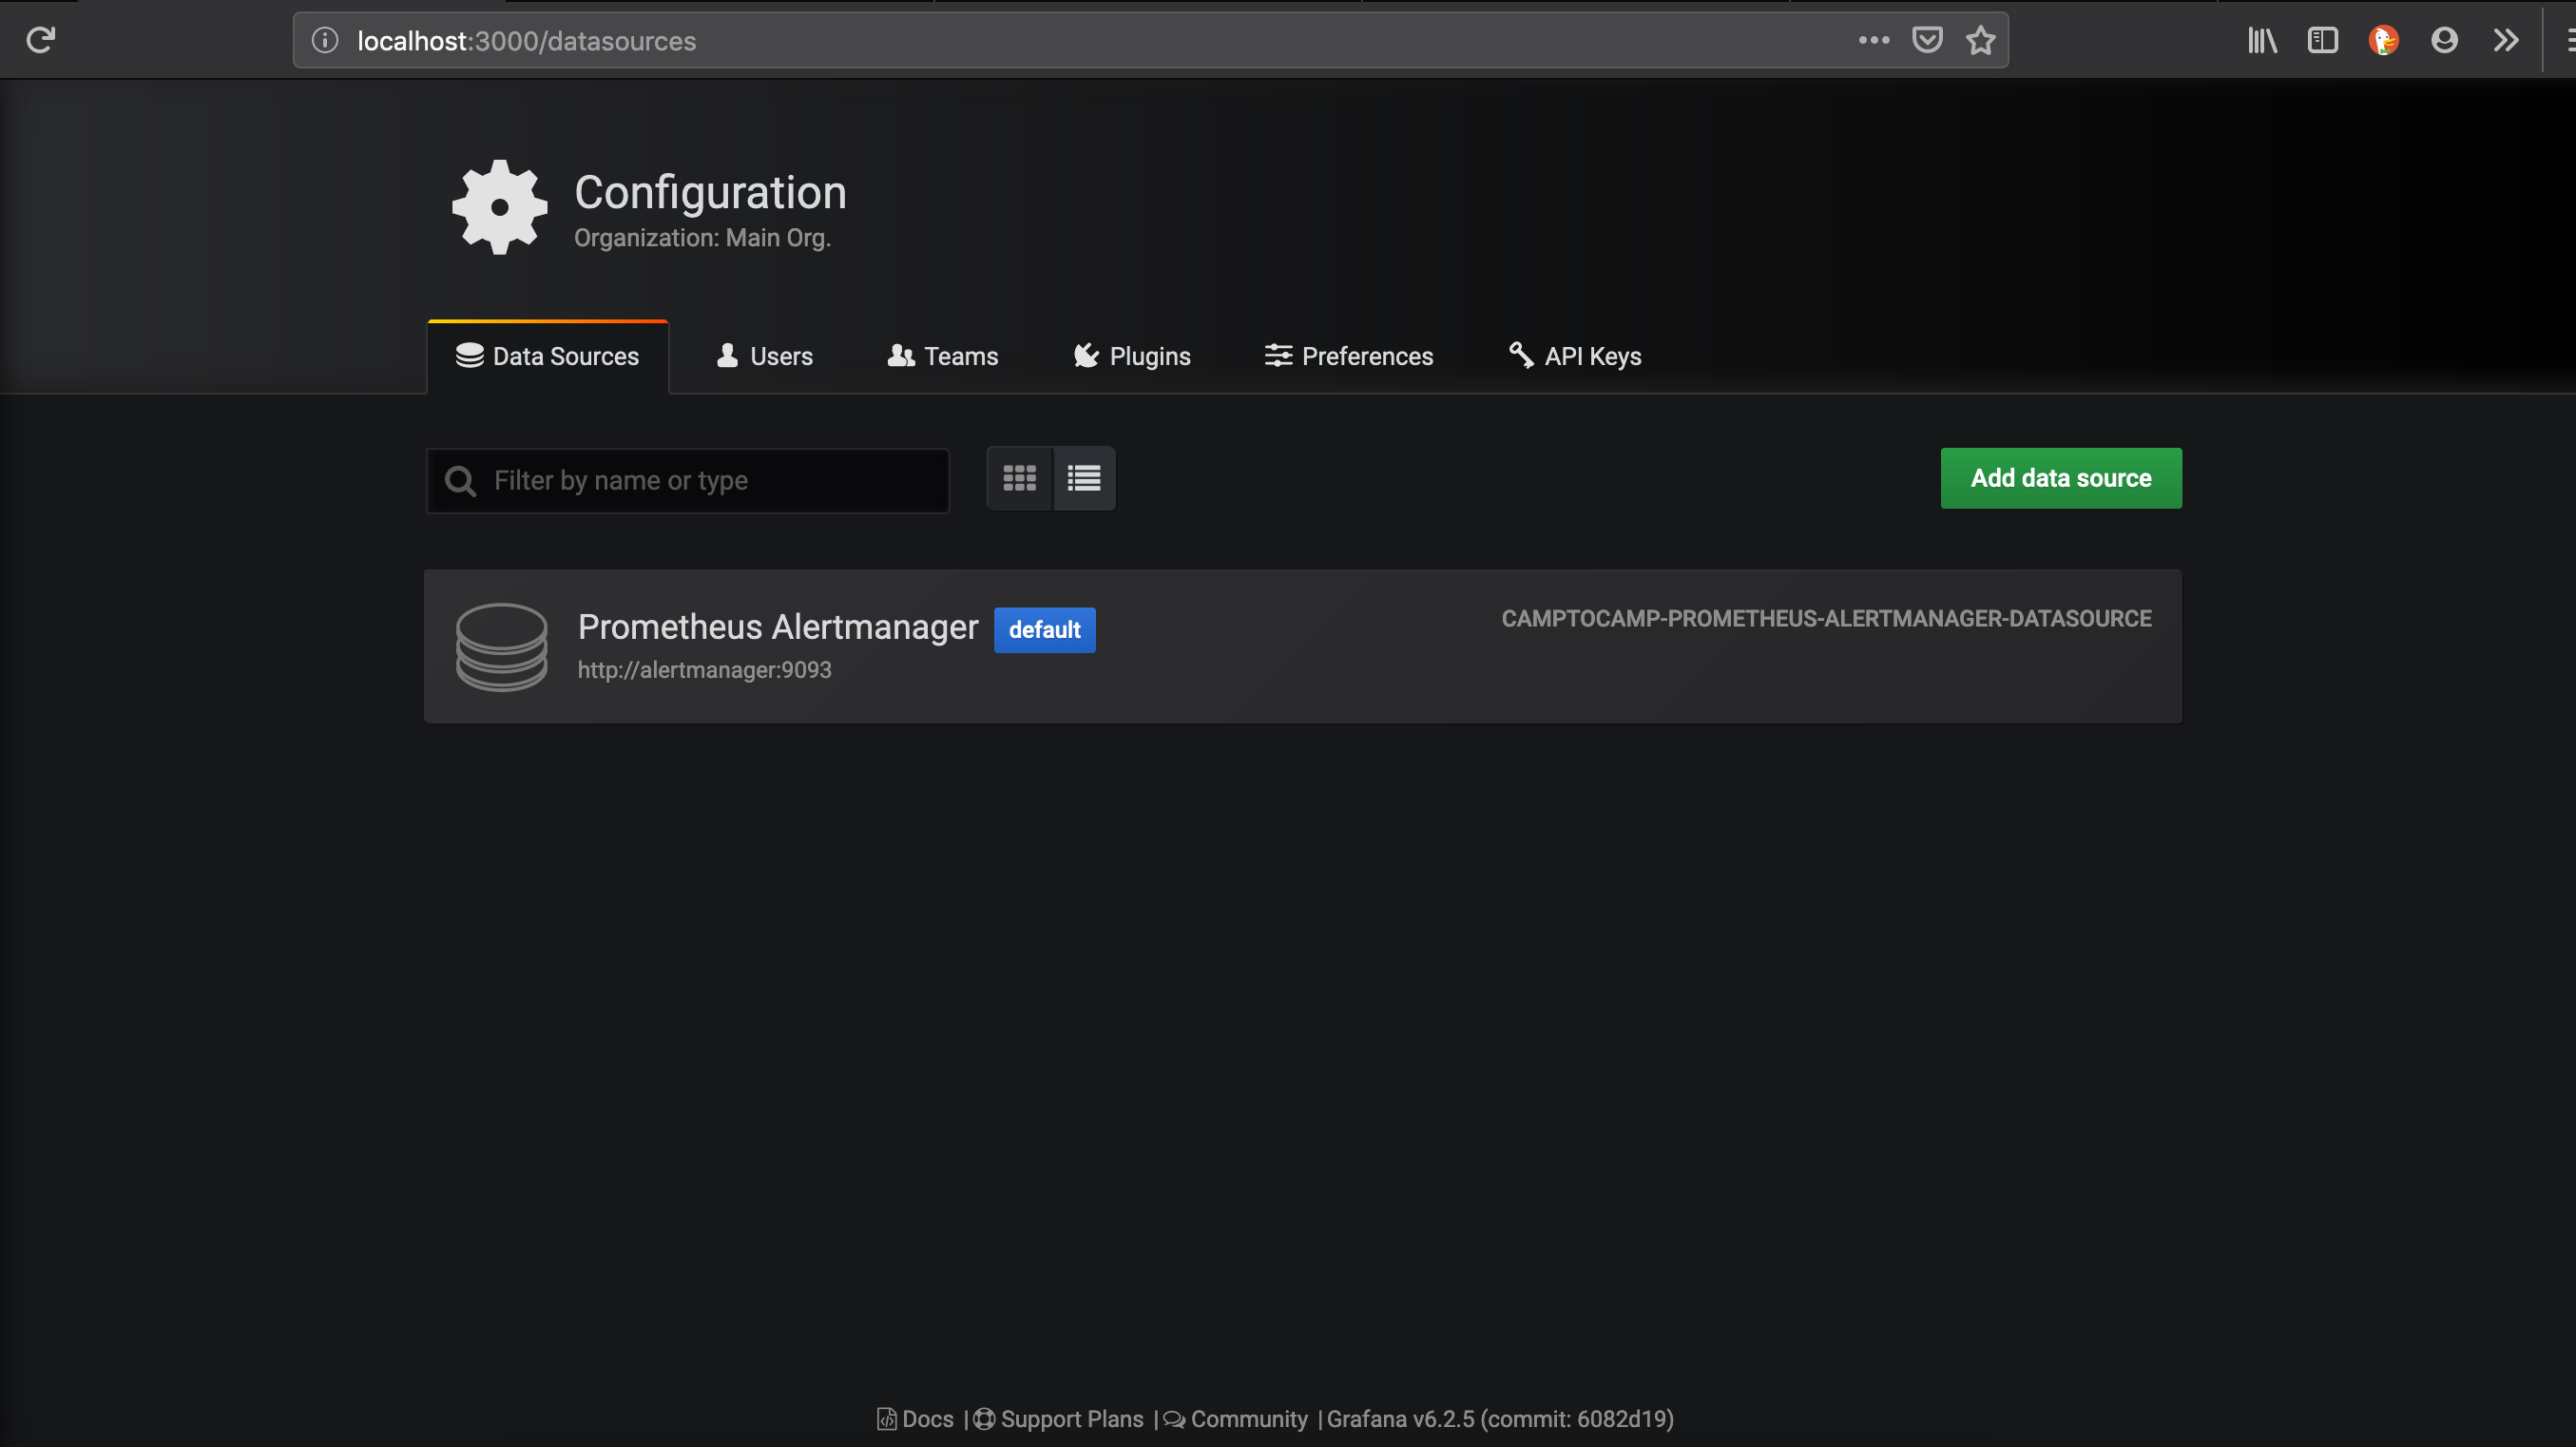 localhost:3000/datasources
Configuration
Organization: Main Org.
Data Sources
Users
Teams
Plugins
Preferences
API Keys
Filter by name or type
Add data source
Prometheus Alertmanager
default
CAMPTOCAMP-PROMETHEUS-ALERTMANAGER-DATASOURCE
http://alertmanager:9093
Docs | Support Plans | Community | Grafana v6.2.5 (commit: 6082d19)